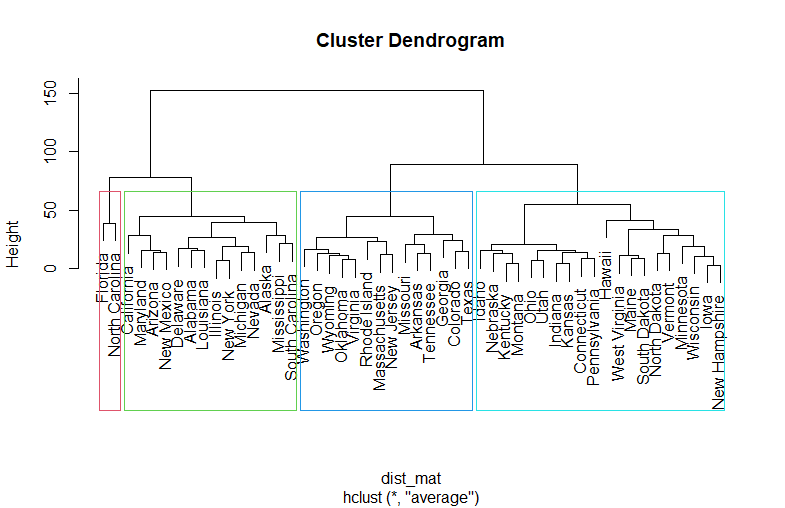 Cluster Dendrogram
Height
150
100
50
0
Florida
North Carolina
California
Maryland
Arizona
New Mexico
Delaware
Alabama
Louisiana
Illinois
New York
Michigan
Nevada
Alaska
Mississippi
South Carolina
Washington
Oregon
Wyoming
Oklahoma
Virginia
Rhode Island
Massachusetts
New Jersey
Missouri
Arkansas
Tennessee
Georgia
Colorado
Texas
Idaho
Nebraska
Kentucky
Montana
Ohio
Utah
Indiana
Kansas
Connecticut
Pennsylvania
Hawaii
West Virginia
Maine
South Dakota
North Dakota
Vermont
Minnesota
Wisconsin
Iowa
New Hampshire
dist_mat
hclust (*, "average")